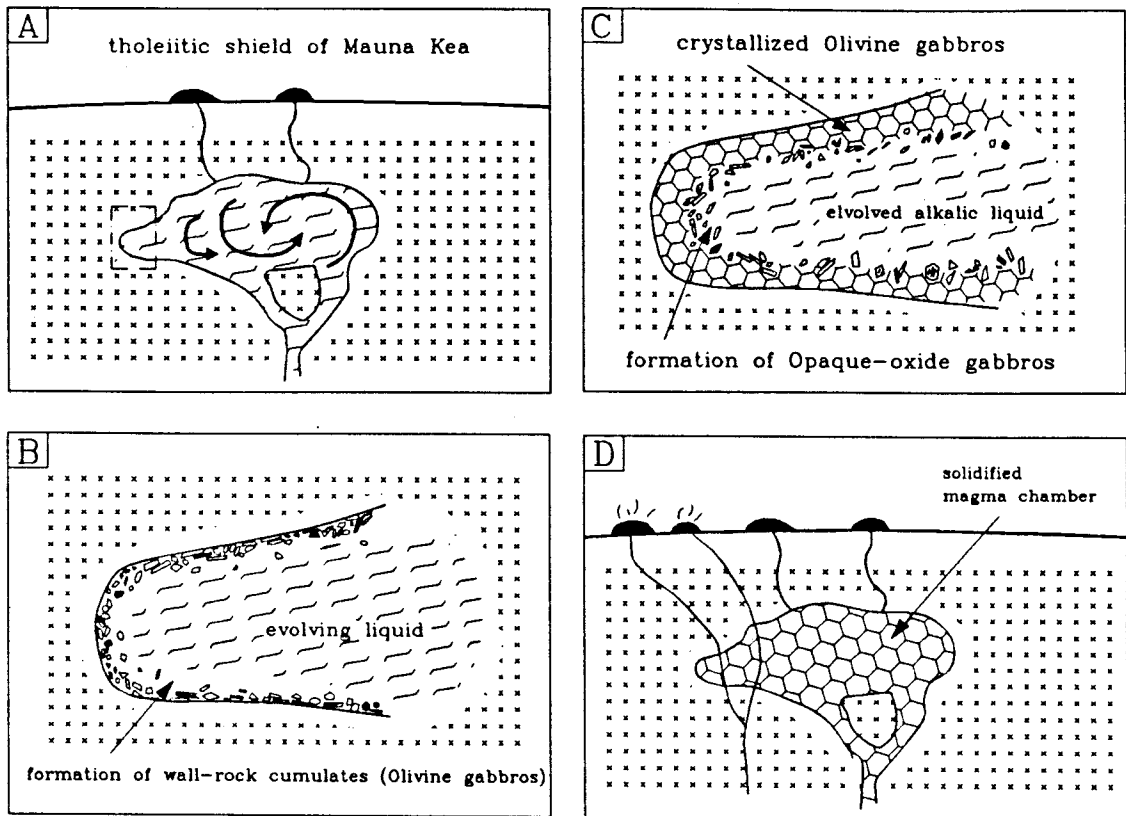 A
tholeiitic shield of Mauna Kea
B
evolving liquid
formation of wall-rock cumulates (Olivine gabbros)
C
crystallized Olivine gabbros
elvolved alkalic liquid
formation of Opaque-oxide gabbros
D
solidified
magma chamber